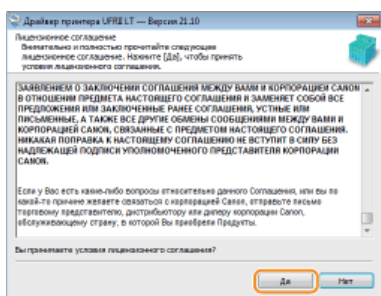 Драйвер принтера UFRII LT — Версия 21.10
Лицензионное соглашение
Внимательно и полностью прочитайте следующее
лицензионное соглашение. Нажмите [Да], чтобы принять
условия лицензионного соглашения.
ЗАЯВЛЕНИЕМ О ЗАКЛЮЧЕНИИ СОГЛАШЕНИЯ МЕЖДУ ВАМИ И КОРПОРАЦИЕЙ CANON
В ОТНОШЕНИИ ПРЕДМЕТА НАСТОЯЩЕГО СОГЛАШЕНИЯ И ЗАМЕНЯЕТ СОБОЙ ВСЕ
ПРЕДЛОЖЕНИЯ ИЛИ ЗАКЛЮЧЕННЫЕ РАНЕЕ СОГЛАШЕНИЯ, УСТНЫЕ ИЛИ
ПИСЬМЕННЫЕ, А ТАКЖЕ ВСЕ ДРУГИЕ ОБМЕНЫ СООБЩЕНИЯМИ МЕЖДУ ВАМИ И
КОРПОРАЦИЕЙ CANON, СВЯЗАННЫЕ С ПРЕДМЕТОМ НАСТОЯЩЕГО СОГЛАШЕНИЯ.
НИКАКАЯ ПОПРАВКА К НАСТОЯЩЕМУ СОГЛАШЕНИЮ НЕ ВСТУПИТ В СИЛУ БЕЗ
НАДЛЕЖАЩЕЙ ПОДПИСИ УПОЛНОМОЧЕННОГО ПРЕДСТАВИТЕЛЯ КОРПОРАЦИИ
CANON.
Если у Вас есть какие-либо вопросы относительно данного Соглашения, или вы по
какой-то причине желаете связаться с корпорацией Canon, отправьте письмо
торговому представителю, дистрибьютору или дилеру корпорации Canon,
обслуживающему страну, в которой Вы приобрели Продукты.
Вы принимаете условия лицензионного соглашения?
Да
Нет